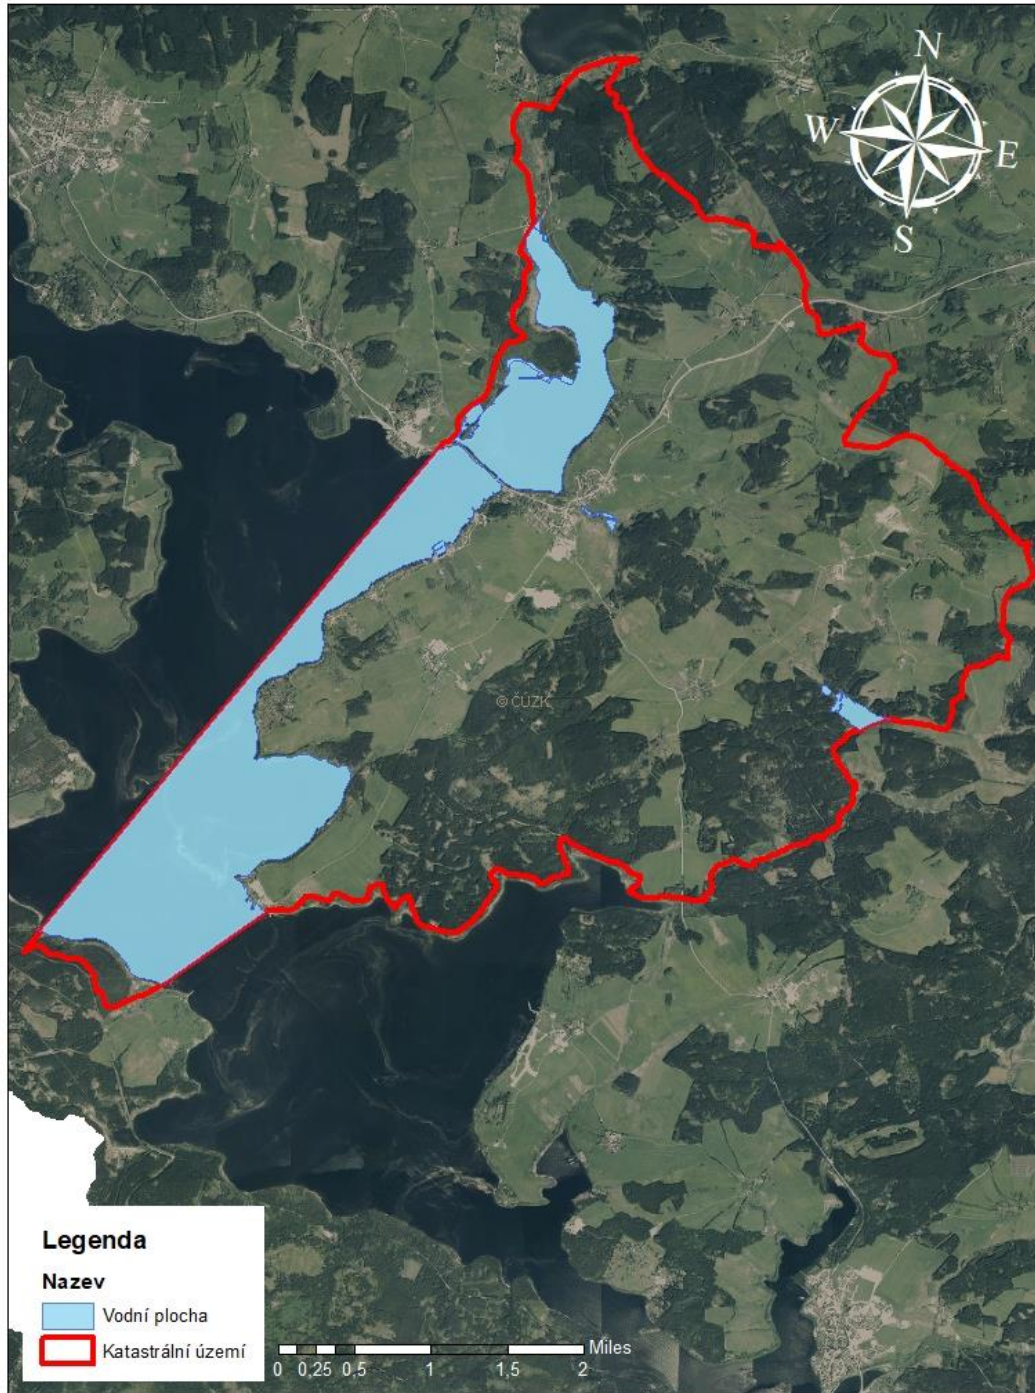 N
W
E
S
© ČÚZK
Legenda
Nazev
Vodní plocha
Katastrální území
Miles
0 0,25 0,5 1 1,5 2